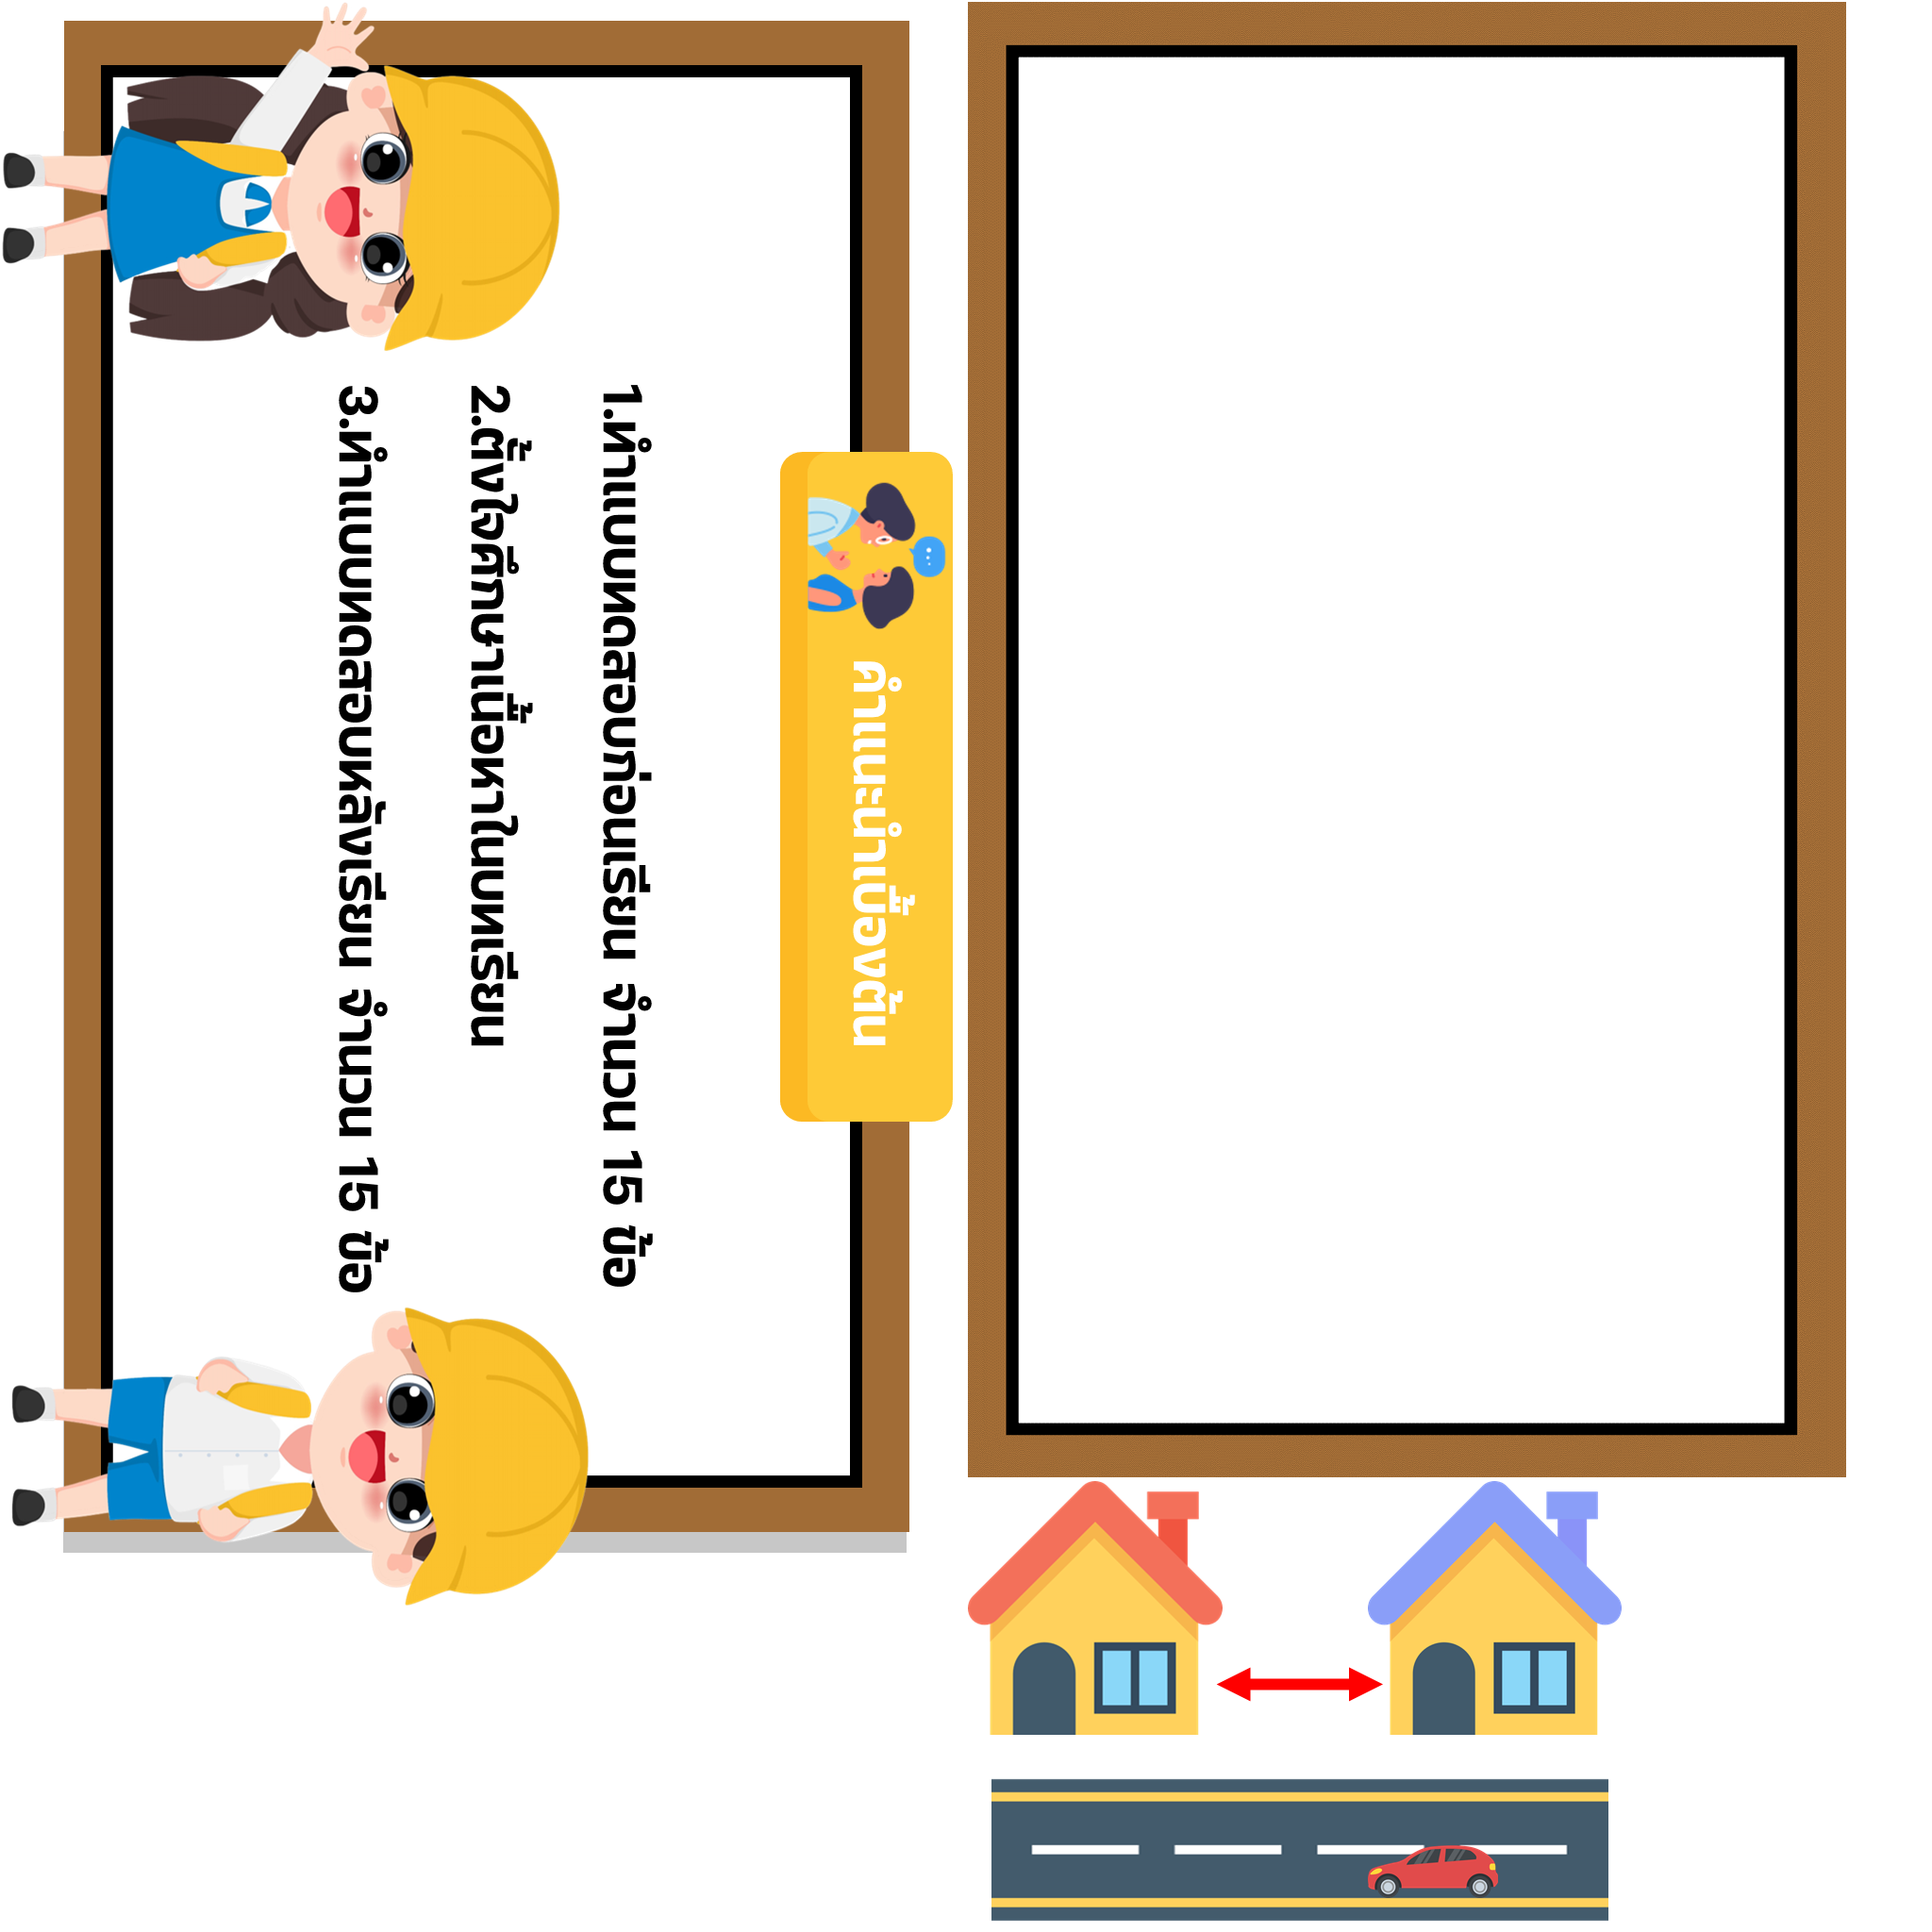 คำแนะนำเบื้องต้น
1.ทำแบบทดสอบก่อนเรียน จำนวน 15 ข้อ
2.ตั้งใจศึกษาเนื้อหาในบทเรียน
3.ทำแบบทดสอบหลังเรียน จำนวน 15 ข้อ